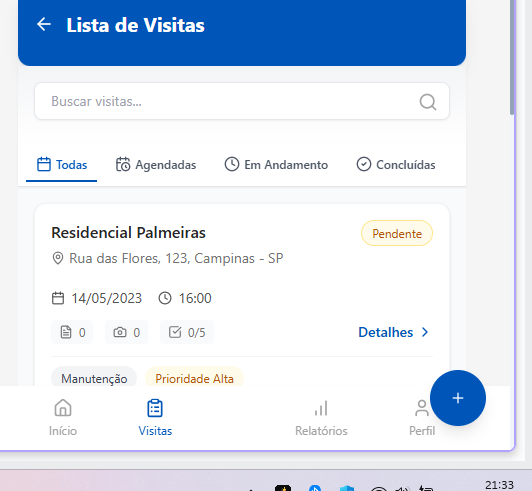 Lista de Visitas
Buscar visitas...
Todas Agendadas Em Andamento Concluídas
Residencial Palmeiras Pendente
Rua das Flores, 123, Campinas - SP
14/05/2023 16:00
0 0 0/5 Detalhes
Manutenção Prioridade Alta
+
Início Visitas Relatórios Perfil
21:33